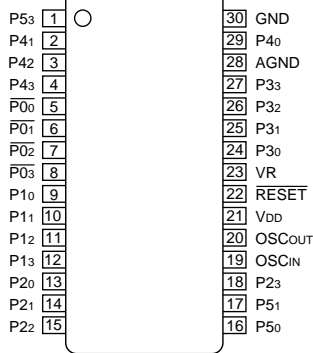 P53 1 30 GND
P41 2 29 P40
P42 3 28 AGND
P43 4 27 P33
P00 5 26 P32
P01 6 25 P31
P02 7 24 P30
P03 8 23 VR
P10 9 22 RESET
P11 10 21 VDD
P12 11 20 OSCOUT
P13 12 19 OSCIN
P20 13 18 P23
P21 14 17 P51
P22 15 16 P50